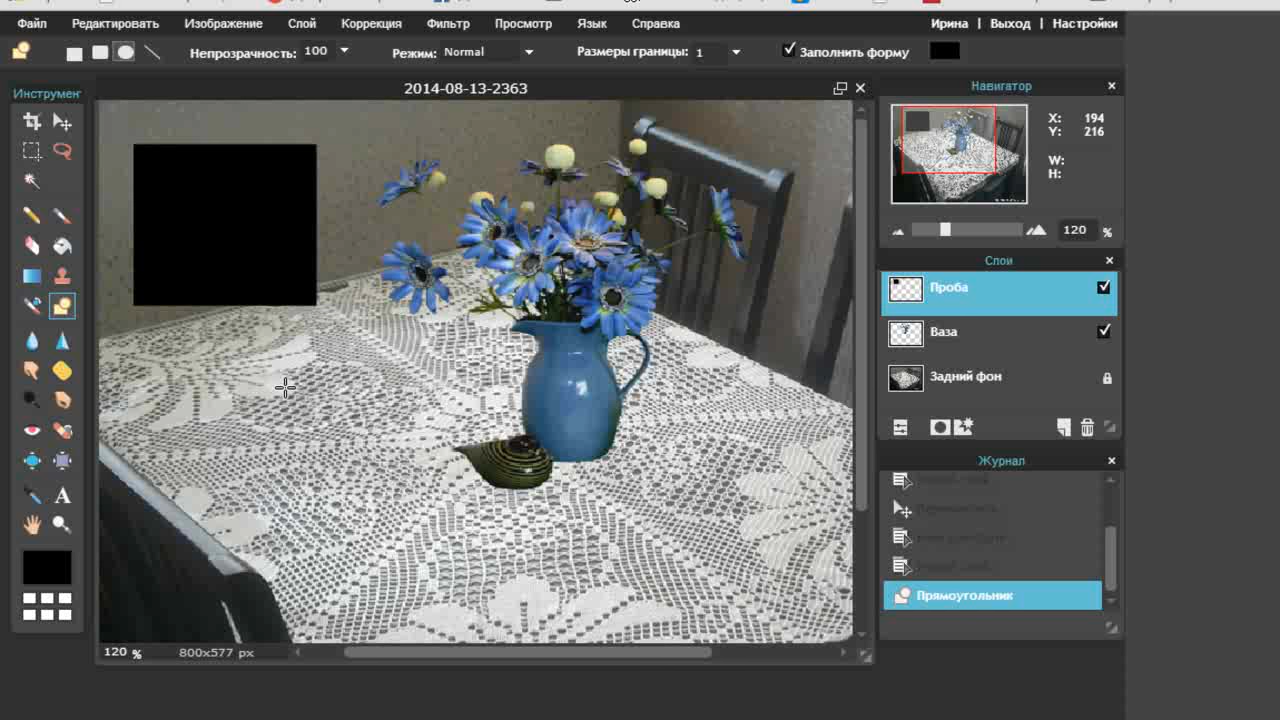 Файл Редактировать Изображение Слой Коррекция Фильтр Просмотр Язык Справка Ирина | Выход | Настройки
Непрозрачность: 100 Режим: Normal Размеры границы: 1 Заполнить форму
Инструмен
2014-08-13-2363
Навигатор
X: 194
Y: 216
W:
H:
120 %
Слои
Проба
Ваза
Задний фон
Журнал
Прямоугольник
120 % 800x577 px